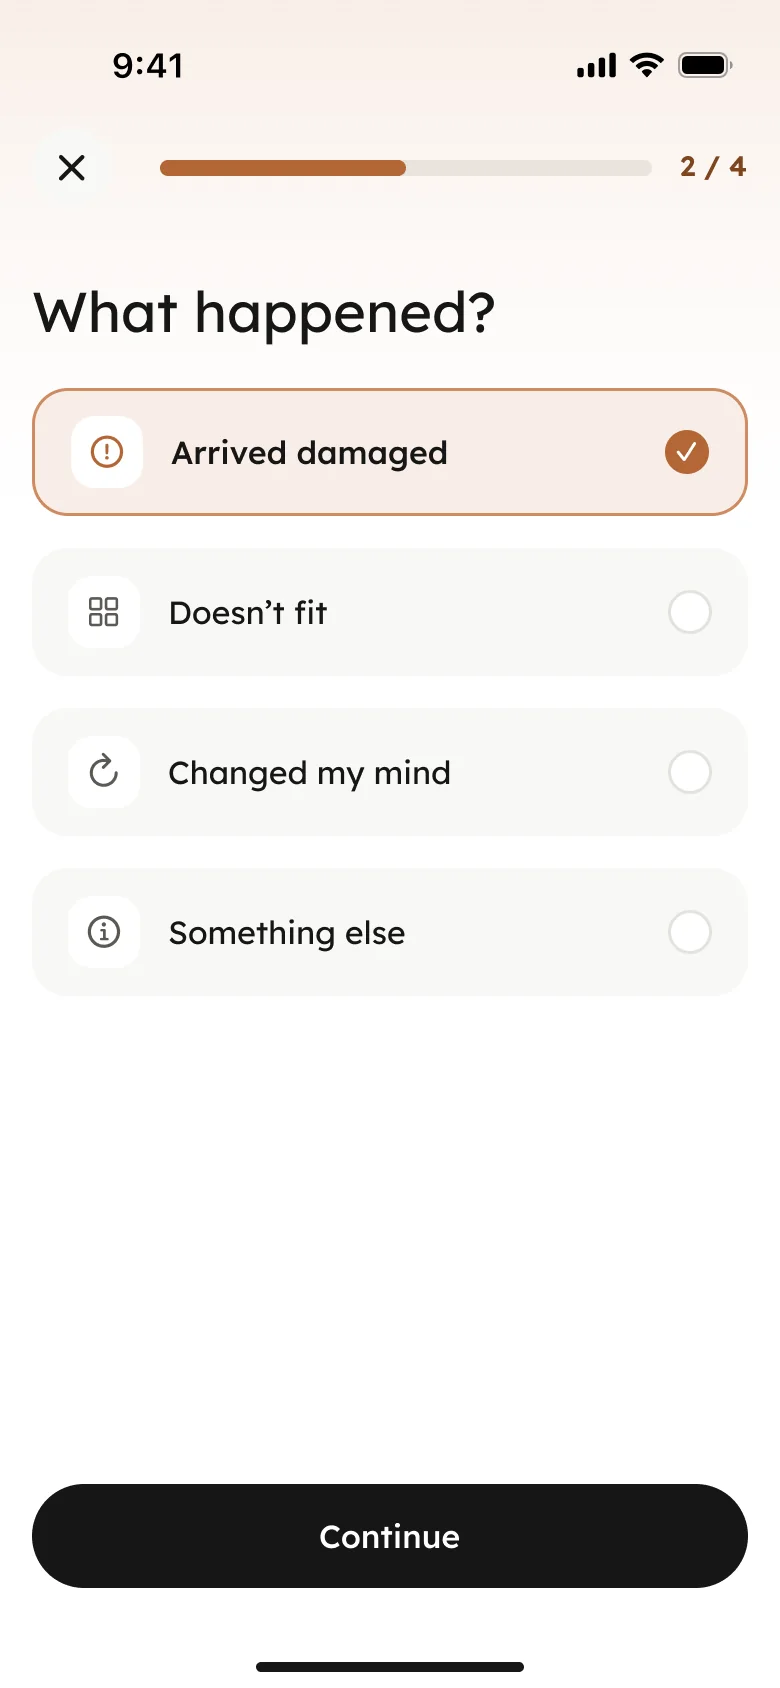 9:41
2 / 4
What happened?
Arrived damaged
Doesn’t fit
Changed my mind
Something else
Continue